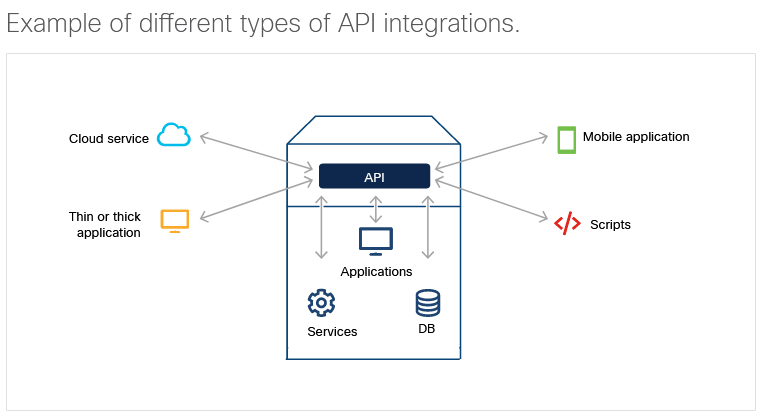 Example of different types of API integrations.
Cloud service
Mobile application
API
Thin or thick
application
Scripts
Applications
Services
DB